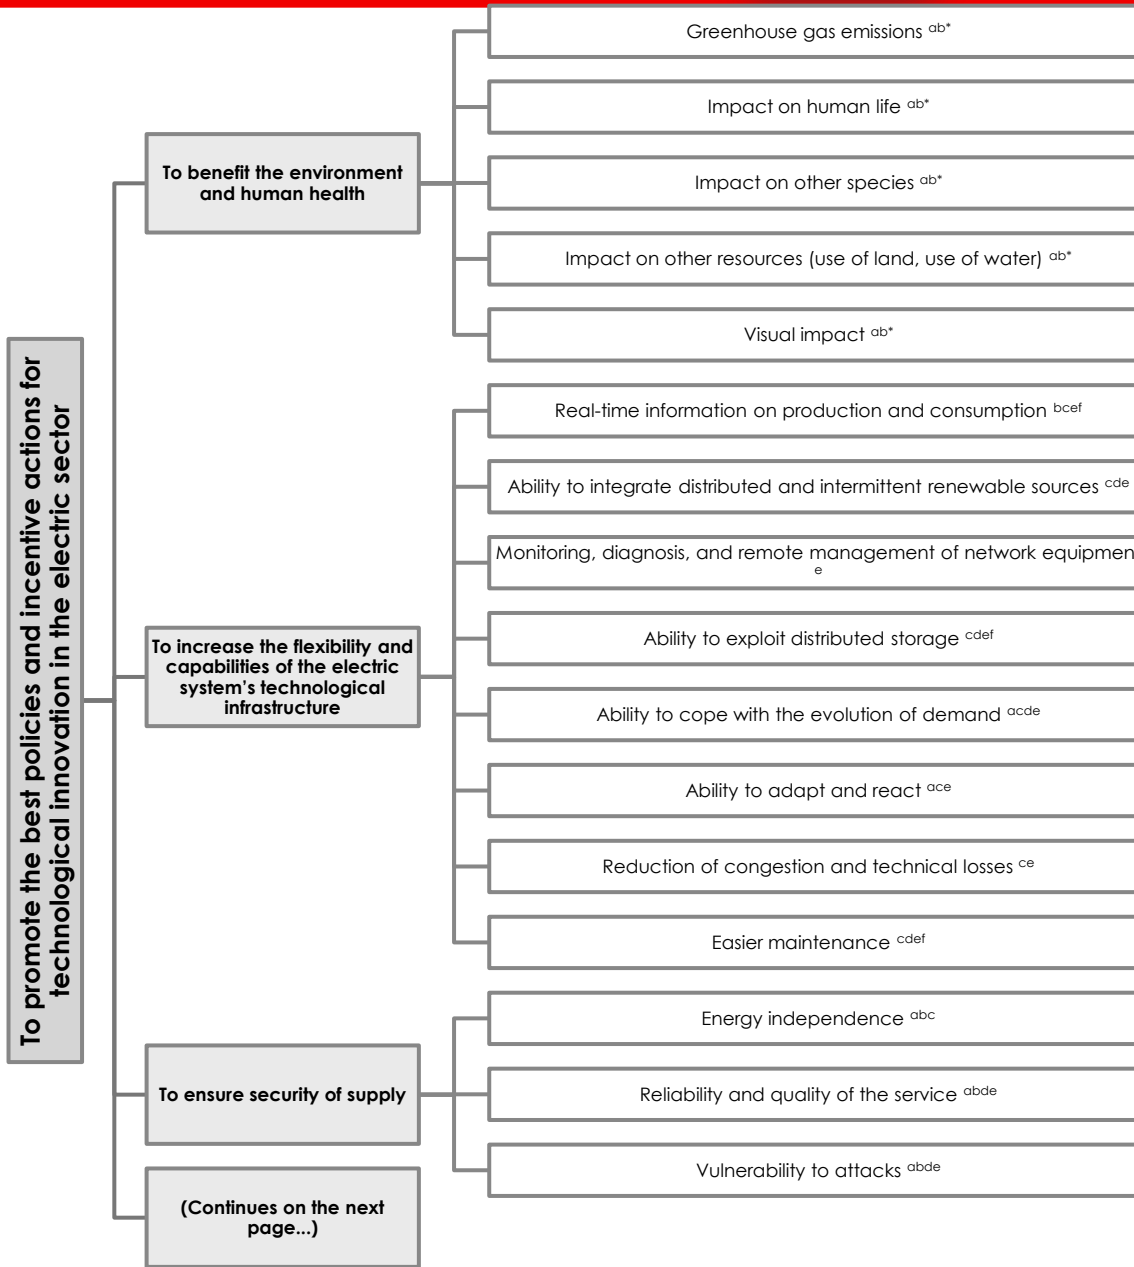 To promote the best policies and incentive actions for
technological innovation in the electric sector
To benefit the environment
and human health
Greenhouse gas emissions ab*
Impact on human life ab*
Impact on other species ab*
Impact on other resources (use of land, use of water) ab*
Visual impact ab*
To increase the flexibility and
capabilities of the electric
system's technological
infrastructure
Real-time information on production and consumption bcef
Ability to integrate distributed and intermittent renewable sources cde
Monitoring, diagnosis, and remote management of network equipmen
e
Ability to exploit distributed storage cdef
Ability to cope with the evolution of demand acde
Ability to adapt and react ace
Reduction of congestion and technical losses ce
Easier maintenance cdef
To ensure security of supply
Energy independence abc
Reliability and quality of the service abde
Vulnerability to attacks abde
(Continues on the next
page...)